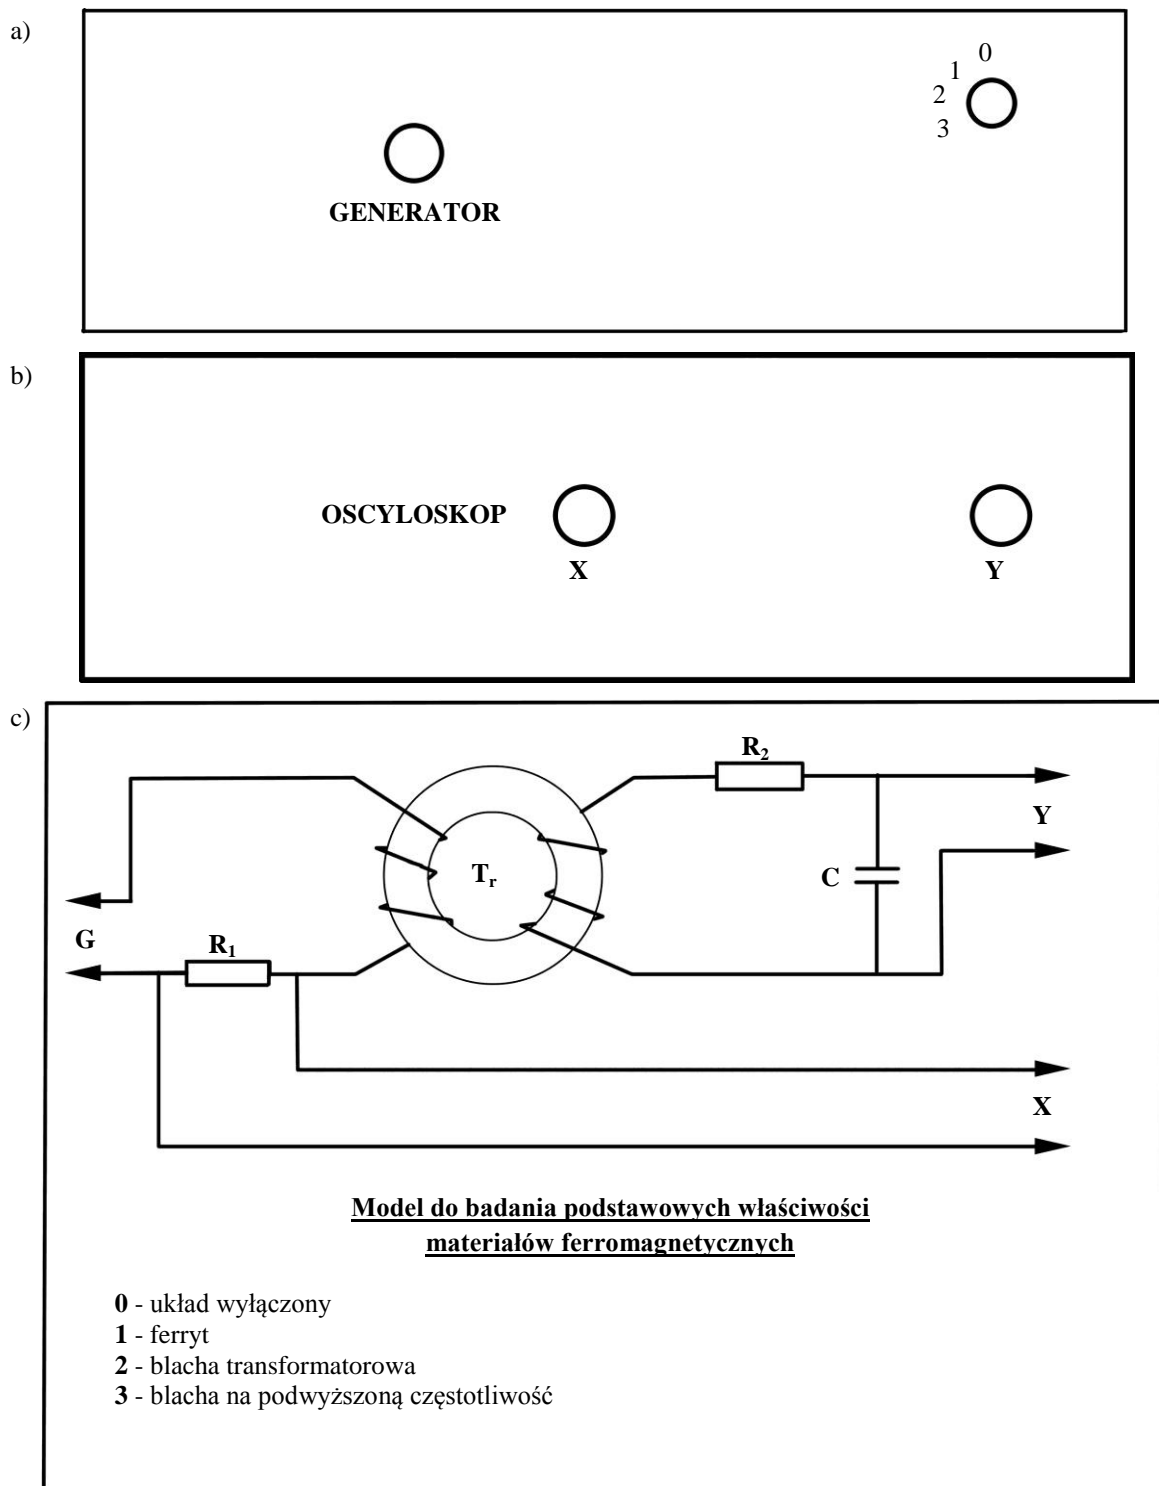 a)
0
1
2
3
GENERATOR
b)
OSCYLOSKOP
X
Y
c)
R₂
Y
Tᵣ
C
G
R₁
X
Model do badania podstawowych właściwości
materiałów ferromagnetycznych
0 - układ wyłączony
1 - ferryt
2 - blacha transformatorowa
3 - blacha na podwyższoną częstotliwość